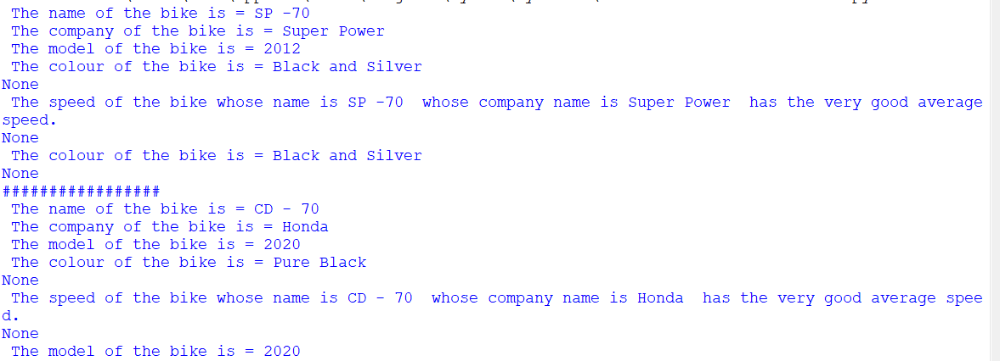 The name of the bike is = SP -70
The company of the bike is = Super Power
The model of the bike is = 2012
The colour of the bike is = Black and Silver
None
The speed of the bike whose name is SP -70  whose company name is Super Power  has the very good average
speed.
None
The colour of the bike is = Black and Silver
None
#################
The name of the bike is = CD - 70
The company of the bike is = Honda
The model of the bike is = 2020
The colour of the bike is = Pure Black
None
The speed of the bike whose name is CD - 70  whose company name is Honda  has the very good average spee
d.
None
The model of the bike is = 2020